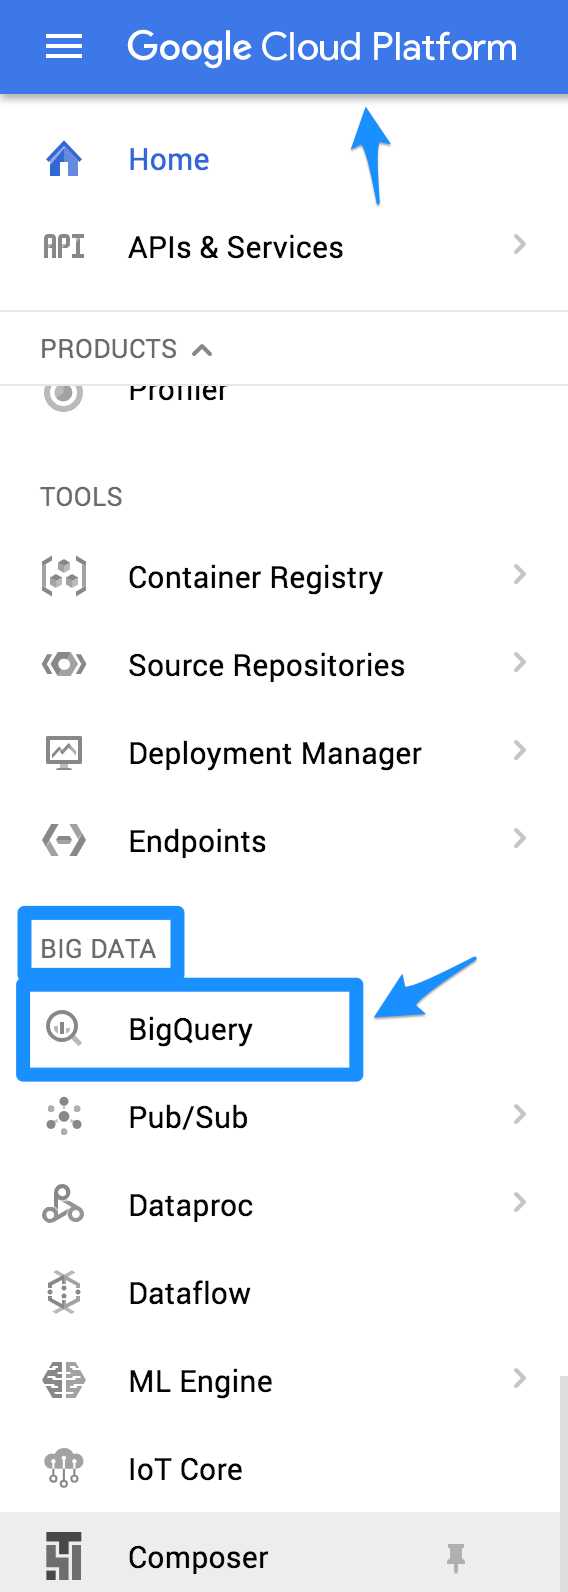 Google Cloud Platform
Home
API APIs & Services
PRODUCTS
Profiler
TOOLS
Container Registry
Source Repositories
Deployment Manager
Endpoints
BIG DATA
BigQuery
Pub/Sub
Dataproc
Dataflow
ML Engine
IoT Core
Composer